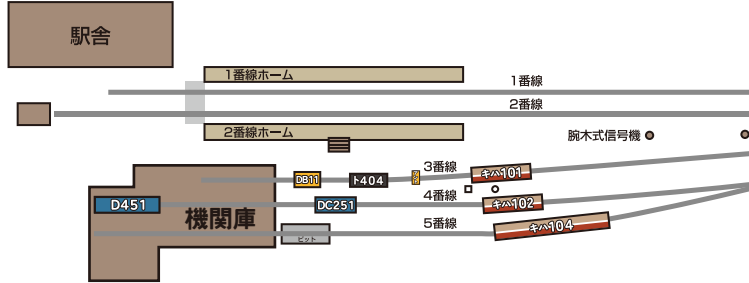 駅舎
1番線ホーム
1番線
2番線
2番線ホーム
腕木式信号機
3番線
DB11
ト404
キハ101
4番線
D451
DC251
キハ102
機関庫
5番線
ピット
キハ104